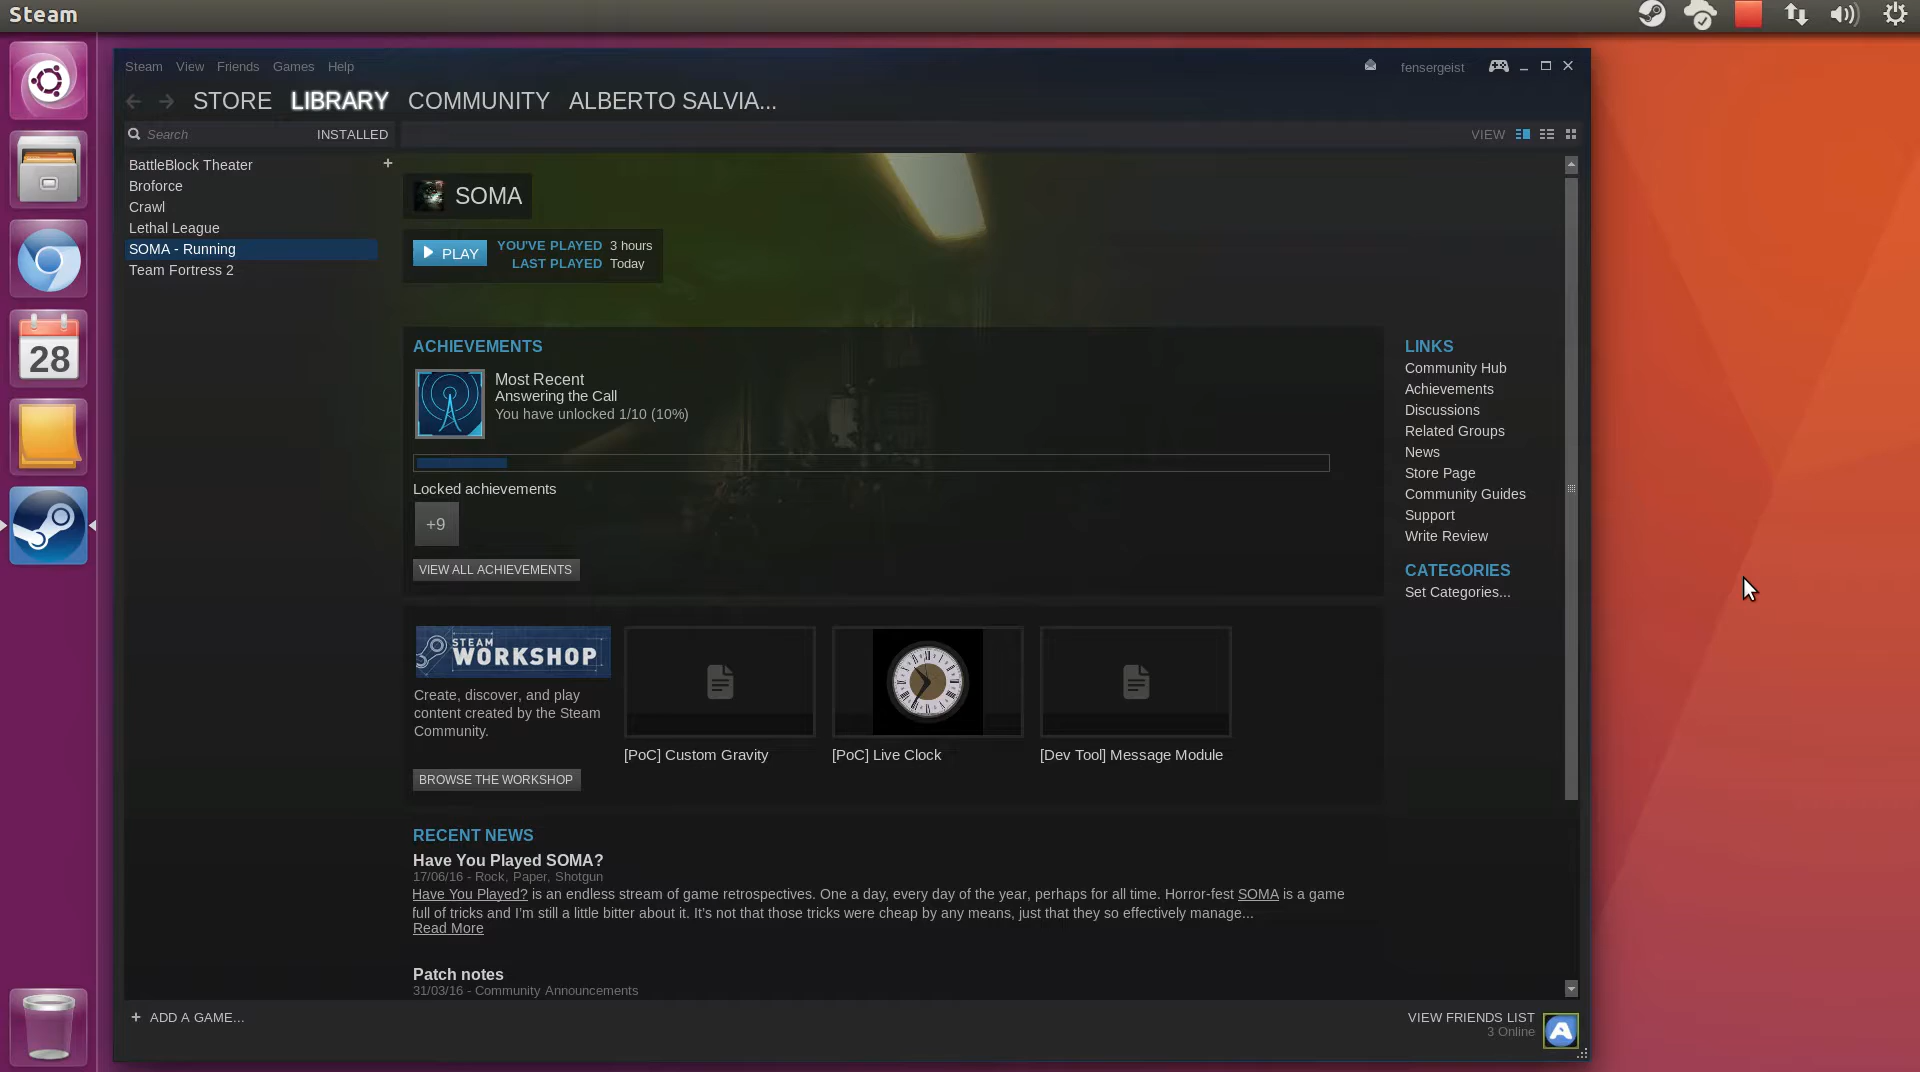 Steam
Steam View Friends Games Help
fensergeist
STORE LIBRARY COMMUNITY ALBERTO SALVIA...
Search INSTALLED
VIEW
BattleBlock Theater +
Broforce
Crawl
Lethal League
SOMA - Running
Team Fortress 2
SOMA
PLAY
YOU'VE PLAYED 3 hours
LAST PLAYED Today
ACHIEVEMENTS
Most Recent
Answering the Call
You have unlocked 1/10 (10%)
Locked achievements
+9
VIEW ALL ACHIEVEMENTS
LINKS
Community Hub
Achievements
Discussions
Related Groups
News
Store Page
Community Guides
Support
Write Review
CATEGORIES
Set Categories...
28
STEAM
WORKSHOP
Create, discover, and play
content created by the Steam
Community.
BROWSE THE WORKSHOP
[PoC] Custom Gravity
[PoC] Live Clock
[Dev Tool] Message Module
RECENT NEWS
Have You Played SOMA?
17/06/16 - Rock, Paper, Shotgun
Have You Played? is an endless stream of game retrospectives. One a day, every day of the year, perhaps for all time. Horror-fest SOMA is a game
full of tricks and I'm still a little bitter about it. It's not that those tricks were cheap by any means, just that they so effectively manage...
Read More
Patch notes
31/03/16 - Community Announcements
+ ADD A GAME...
VIEW FRIENDS LIST
3 Online
A